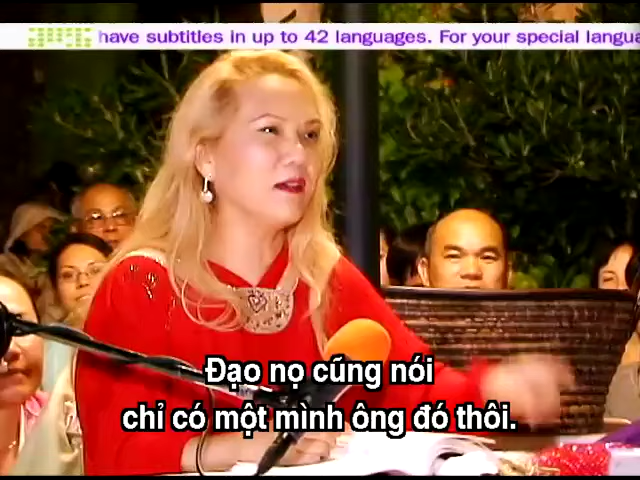 have subtitles in up to 42 languages. For your special langua
Đạo nọ cũng nói
chỉ có một mình ông đó thôi.